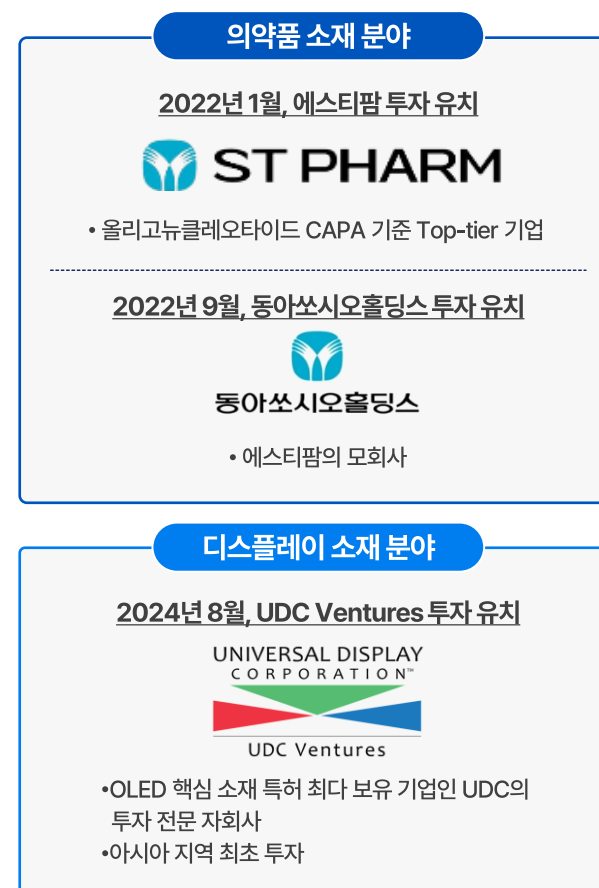 의약품 소재 분야
2022년 1월, 에스티팜 투자 유치
ST PHARM
• 올리고뉴클레오타이드 CAPA 기준 Top-tier 기업
2022년 9월, 동아쏘시오홀딩스 투자 유치
동아쏘시오홀딩스
• 에스티팜의 모회사
디스플레이 소재 분야
2024년 8월, UDC Ventures 투자 유치
UNIVERSAL DISPLAY
CORPORATION™
UDC Ventures
•OLED 핵심 소재 특허 최다 보유 기업인 UDC의
투자 전문 자회사
•아시아 지역 최초 투자